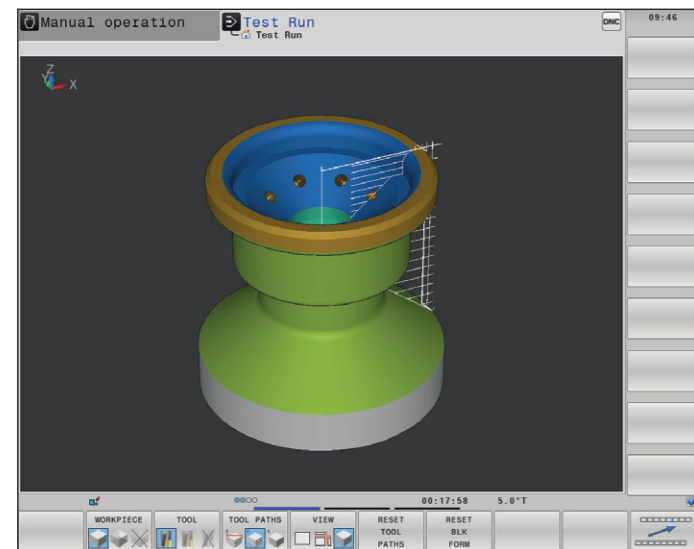 Manual operation
Test Run
DNC
09:46
Test Run
Z
Y
X
00:17:58
5.0*T
WORKPIECE
TOOL
TOOL PATHS
VIEW
RESET
TOOL
PATHS
RESET
BLK
FORM